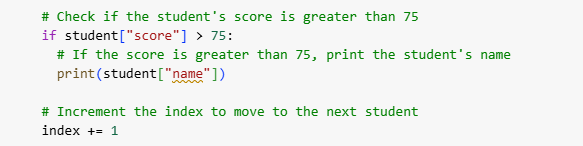 # Check if the student's score is greater than 75
if student["score"] > 75:
# If the score is greater than 75, print the student's name
print(student["name"])
# Increment the index to move to the next student
index += 1